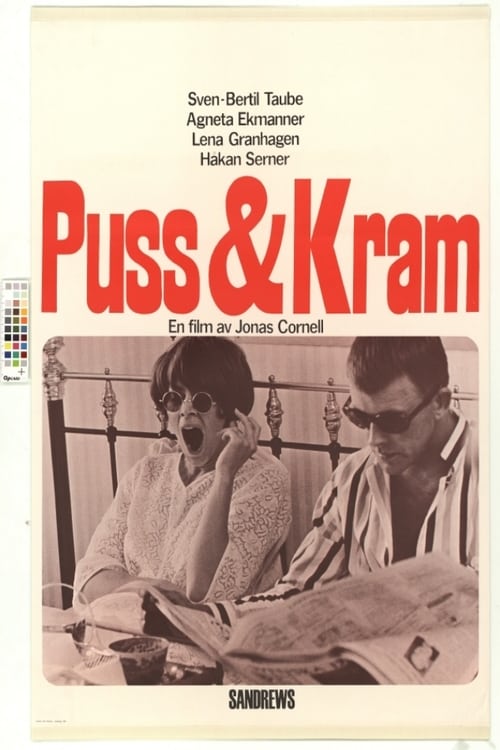 Sven-Bertil Taube
Agneta Ekmanner
Lena Granhagen
Håkan Serner
Puss & Kram
En film av Jonas Cornell
SANDREWS